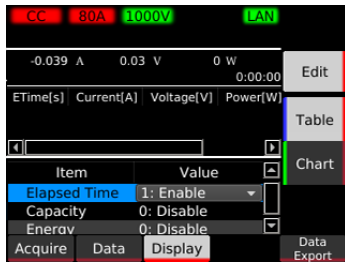 CC 80A 1000V LAN
-0.039 A 0.03 V 0 W
0:00:00
Edit
ETime[s] Current[A] Voltage[V] Power[W]
Table
Chart
Item Value
Elapsed Time 1: Enable
Capacity 0: Disable
Energy 0: Disable
Acquire Data Display Data Export